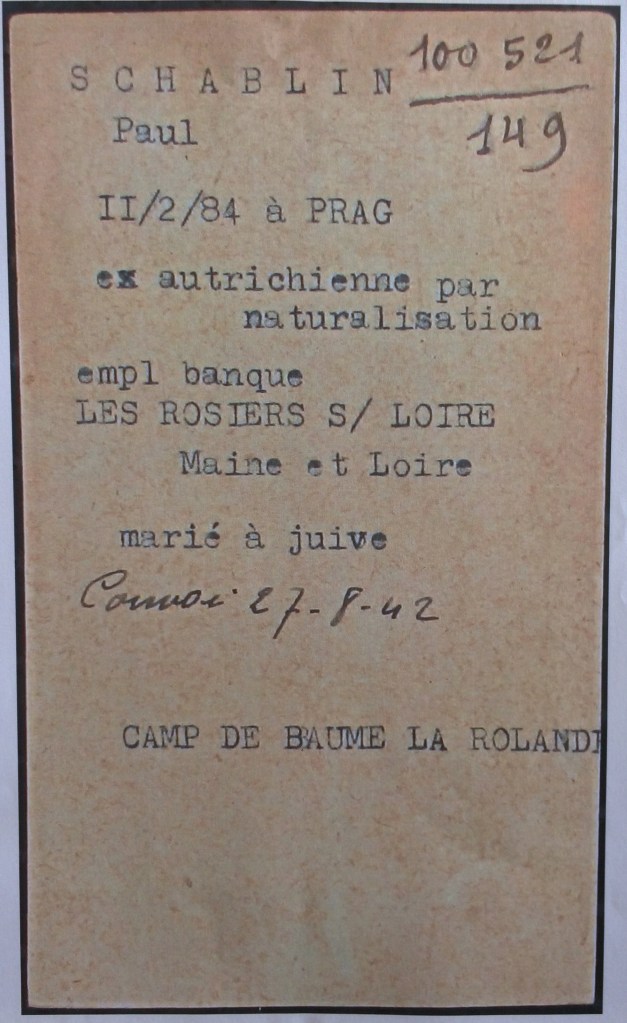 SCHABLIN 100 521
Paul 149
II/2/84 à PRAG
ex autrichienne par
naturalisation
empl banque
LES ROSIERS S/ LOIRE
Maine et Loire
marié à juive
Convoi 27-8-42
CAMP DE BAUME LA ROLANDE